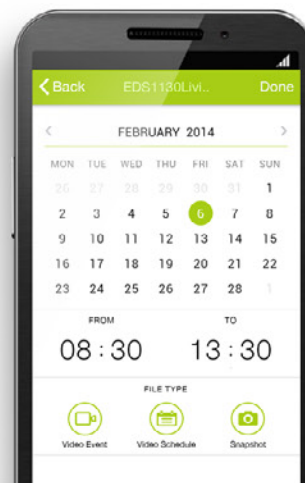 Back EDS1130Livi.. Done
FEBRUARY 2014
MON TUE WED THU FRI SAT SUN
26 27 28 29 30 31 1
2 3 4 5 6 7 8
9 10 11 12 13 14 15
16 17 18 19 20 21 22
23 24 25 26 27 28 1
FROM TO
08 : 30 13 : 30
FILE TYPE
Video Event Video Schedule Snapshot